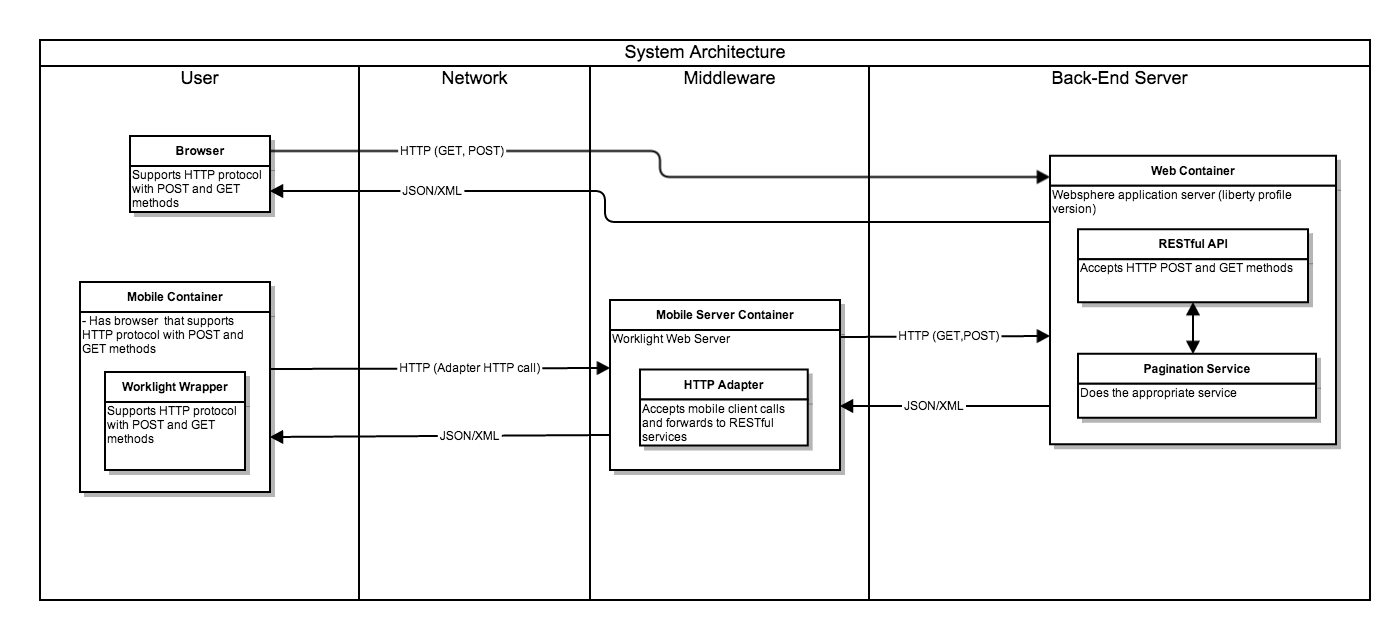 System Architecture
User
Network
Middleware
Back-End Server
Browser
Supports HTTP protocol
with POST and GET
methods
HTTP (GET, POST)
JSON/XML
Web Container
Websphere application server (liberty profile
version)
RESTful API
Accepts HTTP POST and GET methods
Pagination Service
Does the appropriate service
Mobile Container
- Has browser  that supports
HTTP protocol with POST and
GET methods
Worklight Wrapper
Supports HTTP protocol
with POST and GET
methods
HTTP (Adapter HTTP call)
JSON/XML
Mobile Server Container
Worklight Web Server
HTTP Adapter
Accepts mobile client calls
and forwards to RESTful
services
HTTP (GET,POST)
JSON/XML